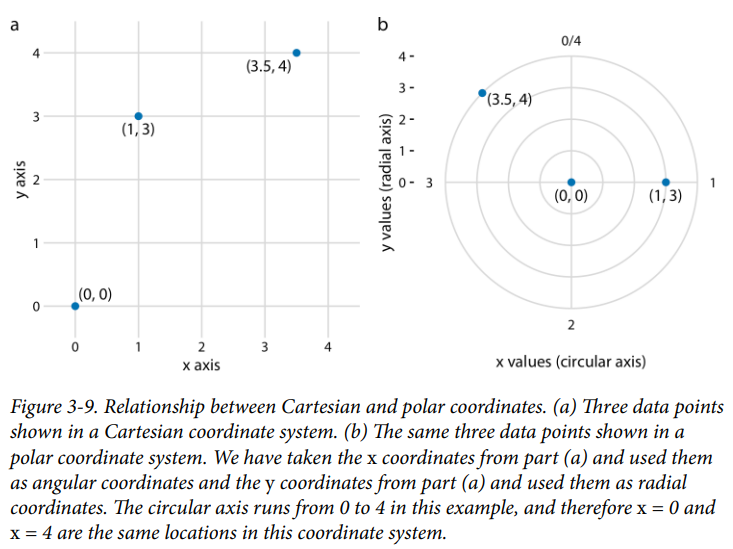 a
4
3
2
1
0
y axis
(3.5, 4)
(1, 3)
(0, 0)
0 1 2 3 4
x axis
b
0/4
4
3
2
1
0
y values (radial axis)
3
1
(3.5, 4)
(0, 0)
(1, 3)
2
x values (circular axis)
Figure 3-9. Relationship between Cartesian and polar coordinates. (a) Three data points
shown in a Cartesian coordinate system. (b) The same three data points shown in a
polar coordinate system. We have taken the x coordinates from part (a) and used them
as angular coordinates and the y coordinates from part (a) and used them as radial
coordinates. The circular axis runs from 0 to 4 in this example, and therefore x = 0 and
x = 4 are the same locations in this coordinate system.